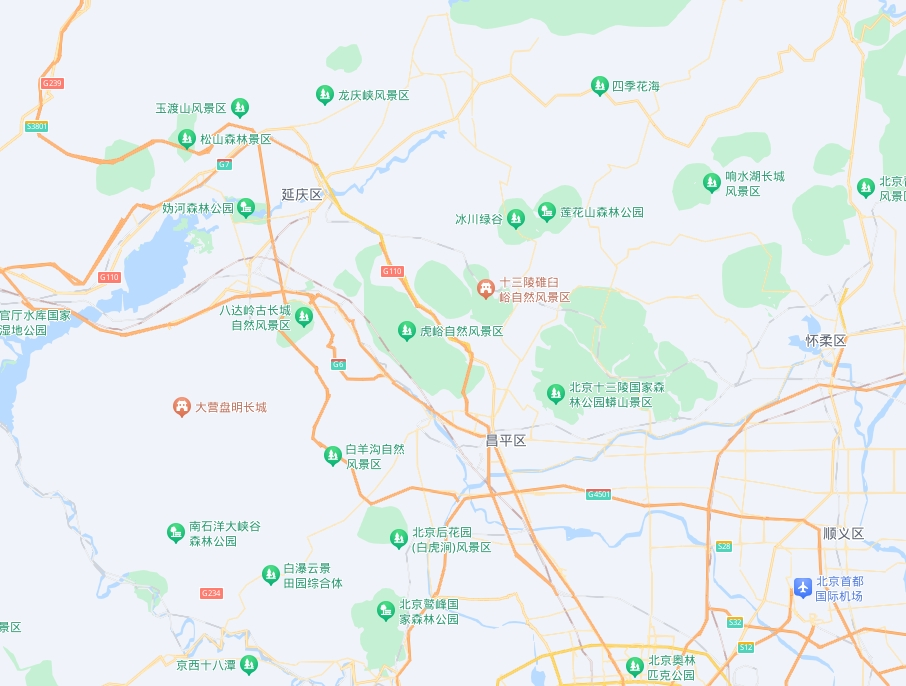 G239
四季花海
龙庆峡风景区
玉渡山风景区
S3801
松山森林景区
G7
响水湖长城
风景区
延庆区
妫河森林公园
冰川绿谷
莲花山森林公园
G110
G110
十三陵碓臼
峪自然风景区
官厅水库国家
湿地公园
八达岭古长城
自然风景区
虎峪自然风景区
怀柔区
G6
北京十三陵国家森
林公园蟒山景区
大营盘明长城
昌平区
白羊沟自然
风景区
G4501
南石洋大峡谷
森林公园
北京后花园
(白虎涧)风景区
顺义区
S28
白瀑云景
田园综合体
北京首都
国际机场
G234
北京鹫峰国
家森林公园
S32
景区
S12
京西十八潭
北京奥林
匹克公园